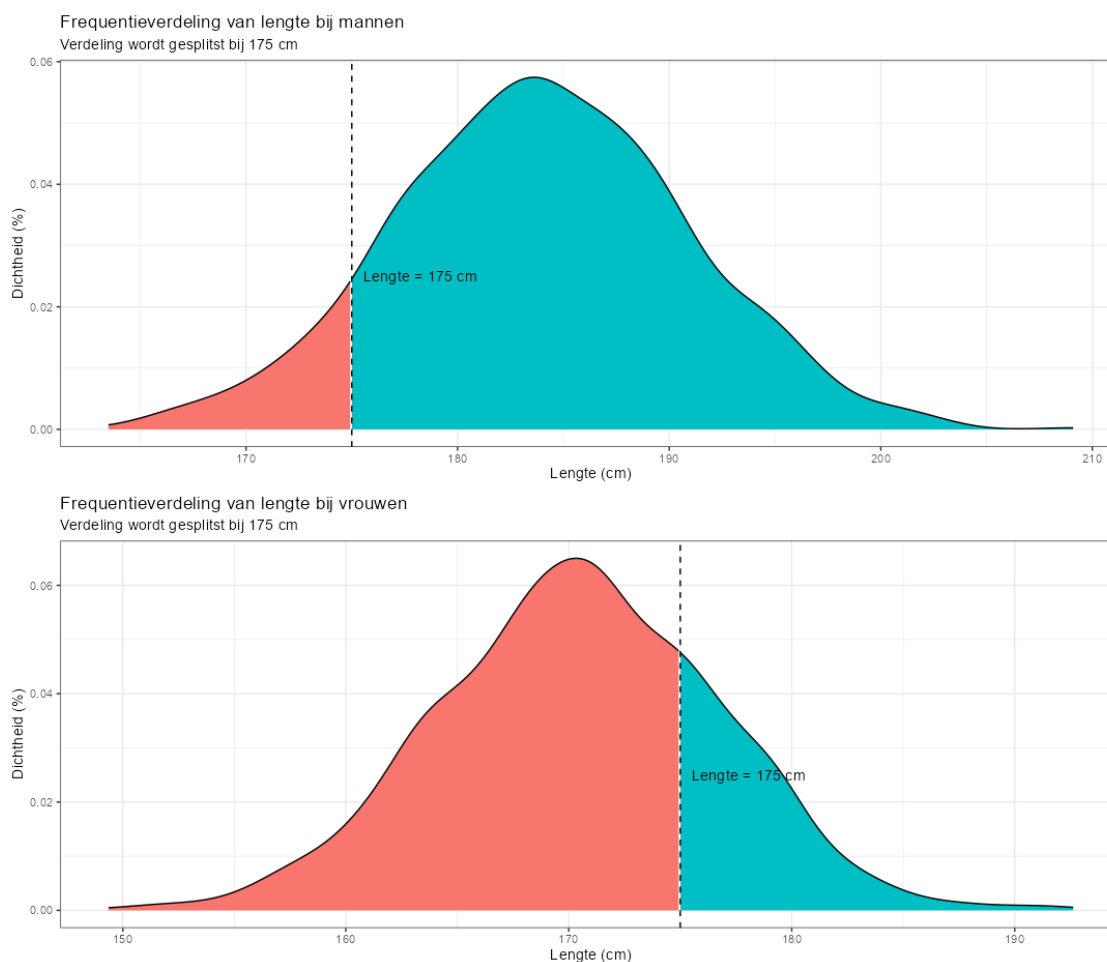 Frequentieverdeling van lengte bij mannen
Verdeling wordt gesplitst bij 175 cm
0.06
0.04
0.02
0.00
Dichtheid (%)
Lengte = 175 cm
170 180 190 200 210
Lengte (cm)
Frequentieverdeling van lengte bij vrouwen
Verdeling wordt gesplitst bij 175 cm
0.06
0.04
0.02
0.00
Dichtheid (%)
Lengte = 175 cm
150 160 170 180 190
Lengte (cm)